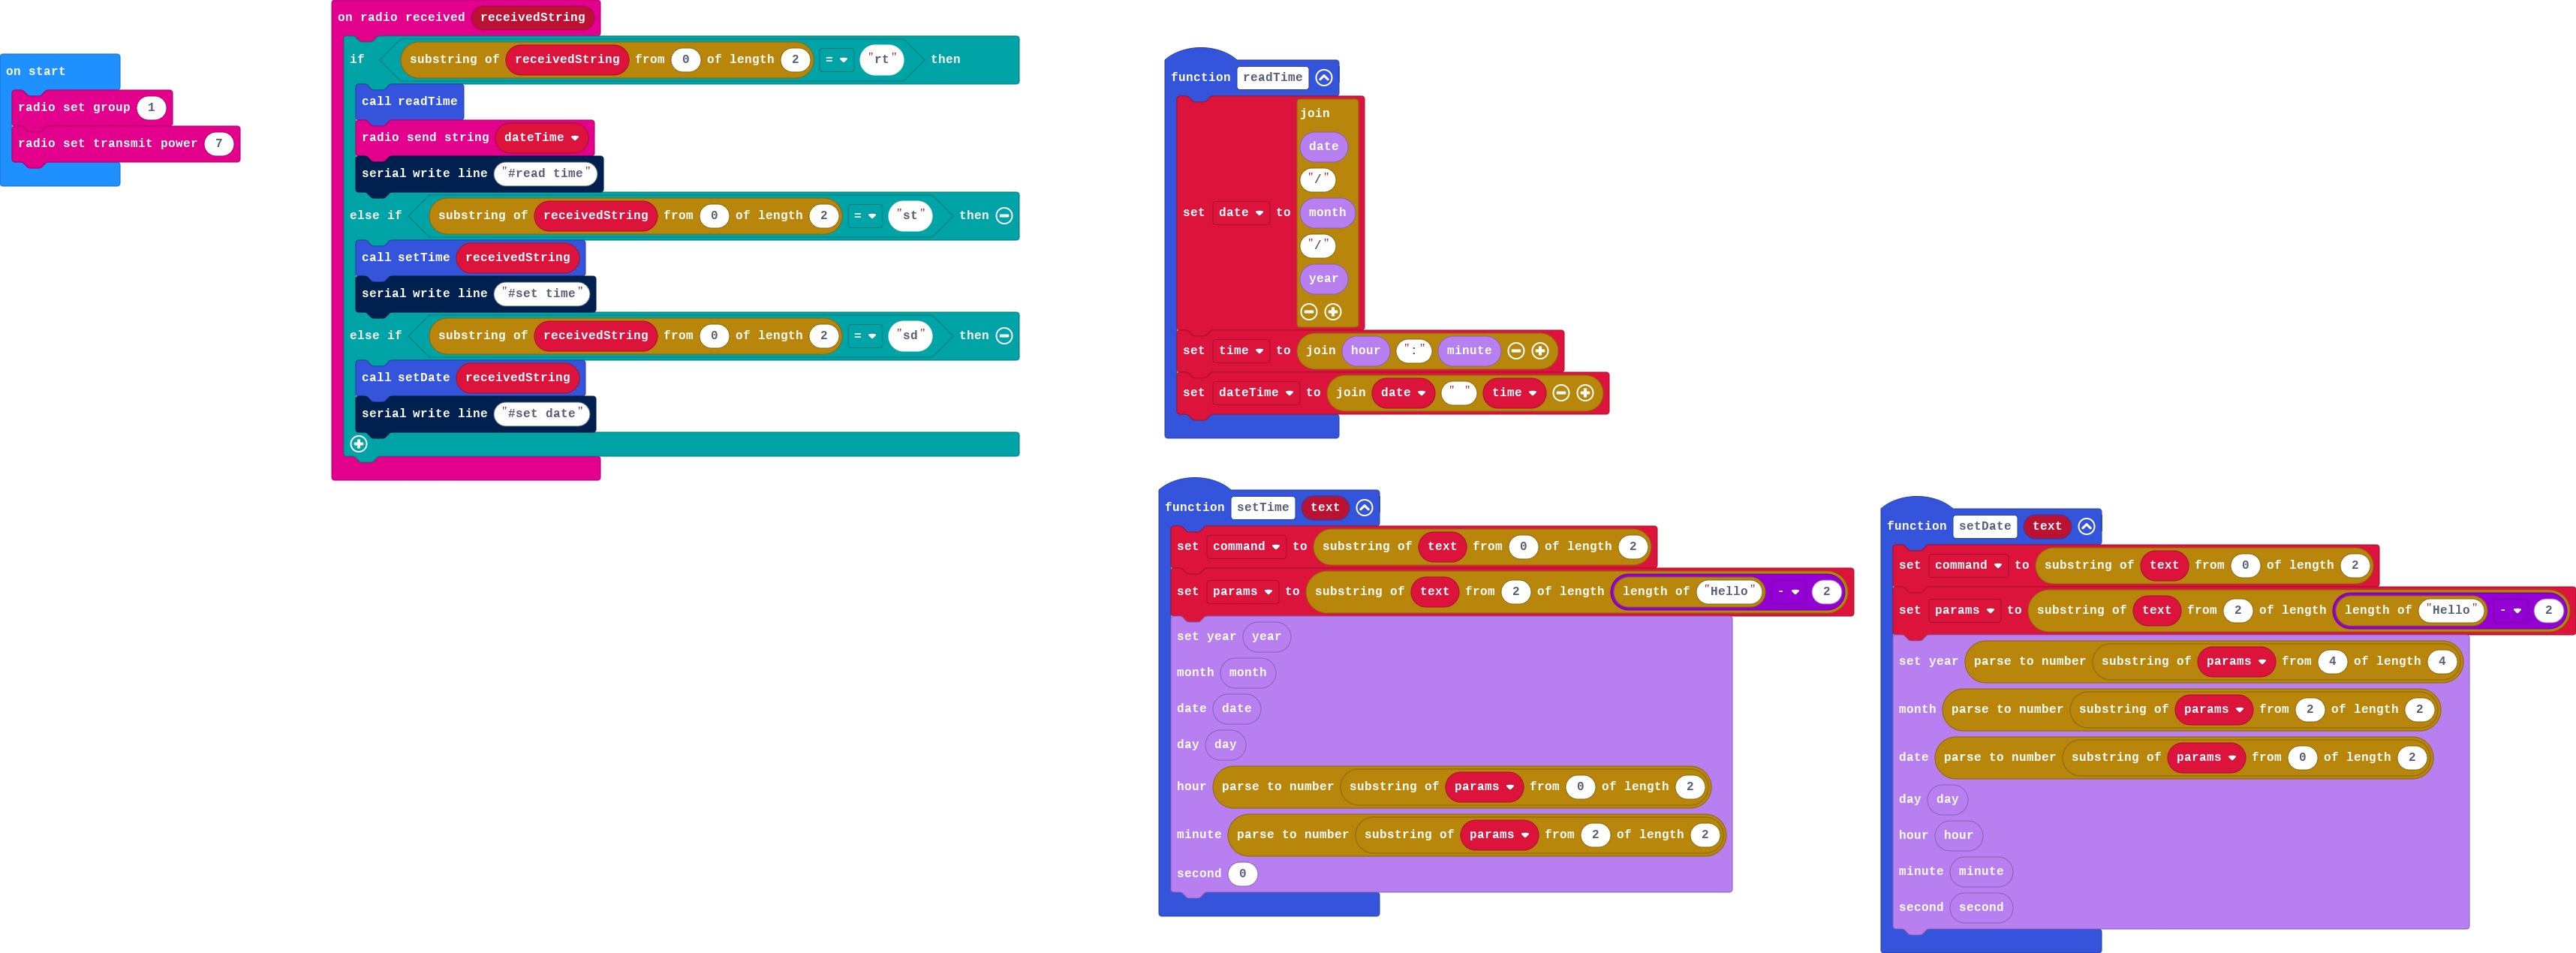 on start
radio set group 1
radio set transmit power 7
on radio received receivedString
if substring of receivedString from 0 of length 2 = "rt" then
call readTime
radio send string dateTime
serial write line "#read time"
else if substring of receivedString from 0 of length 2 = "st" then
call setTime receivedString
serial write line "#set time"
else if substring of receivedString from 0 of length 2 = "sd" then
call setDate receivedString
serial write line "#set date"
function readTime
join
date
"/"
set date to month
"/"
year
set time to join hour ":" minute
set dateTime to join date " " time
function setTime text
set command to substring of text from 0 of length 2
set params to substring of text from 2 of length length of "Hello" - 2
set year year
month month
date date
day day
hour parse to number substring of params from 0 of length 2
minute parse to number substring of params from 2 of length 2
second 0
function setDate text
set command to substring of text from 0 of length 2
set params to substring of text from 2 of length length of "Hello" - 2
set year parse to number substring of params from 4 of length 4
month parse to number substring of params from 2 of length 2
date parse to number substring of params from 0 of length 2
day day
hour hour
minute minute
second second